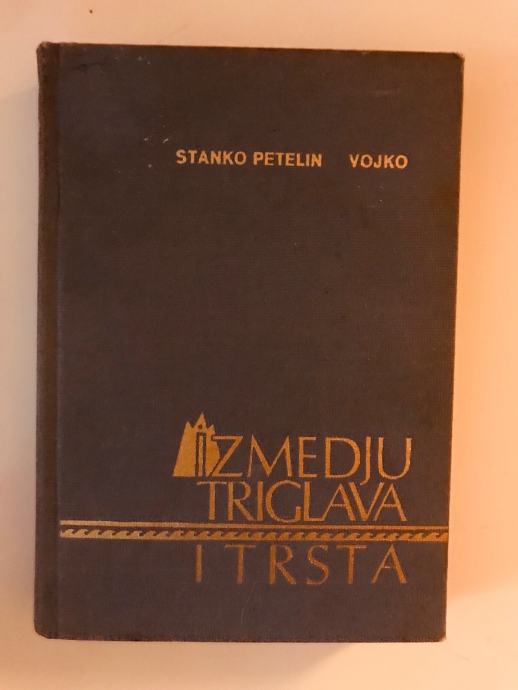 STANKO PETELIN VOJKO
IZMEDJU
TRIGLAVA
I TRSTA